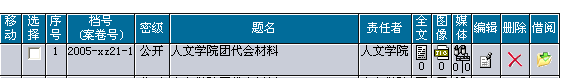 移动 选择 序号 档号（案卷号） 密级 题名 责任者 全文 图像 媒体 编辑 删除 借阅
1 2005-xz21-1 公开 人文学院团代会材料 人文学院 0 0 0